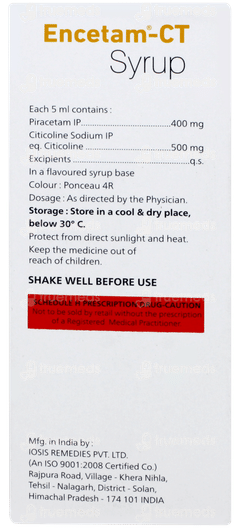 Encetam®-CT
Syrup
Each 5 ml contains :
Piracetam IP................................400 mg
Citicoline Sodium IP
eq. Citicoline ..............................500 mg
Excipients ........................................q.s.
In a flavoured syrup base
Colour : Ponceau 4R
Dosage : As directed by the Physician.
Storage : Store in a cool & dry place,
below 30° C.
Protect from direct sunlight and heat.
Keep the medicine out of
reach of children.
SHAKE WELL BEFORE USE
SCHEDULE H PRESCRIPTION DRUG-CAUTION
Not to be sold by retail without the prescription
of a Registered Medical Practitioner
Mfg. in India by :
IOSIS REMEDIES PVT. LTD.
(An ISO 9001:2008 Certified Co.)
Rajpura Road, Village - Khera Nihla,
Tehsil - Nalagarh, District - Solan,
Himachal Pradesh - 174 101 INDIA